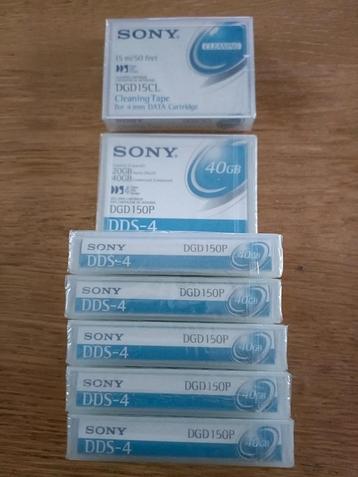 SONY
CLEANING
15 m/50 feet
DGD15CL
Cleaning Tape
for 4 mm DATA Cartridge
SONY
40GB
20GB
40GB
DGD150P
DDS-4
SONY DGD150P
DDS-4 40GB
SONY DGD150P
DDS-4 40GB
SONY DGD150P
DDS-4 40GB
SONY DGD150P
DDS-4 40GB
SONY DGD150P
DDS-4 40GB